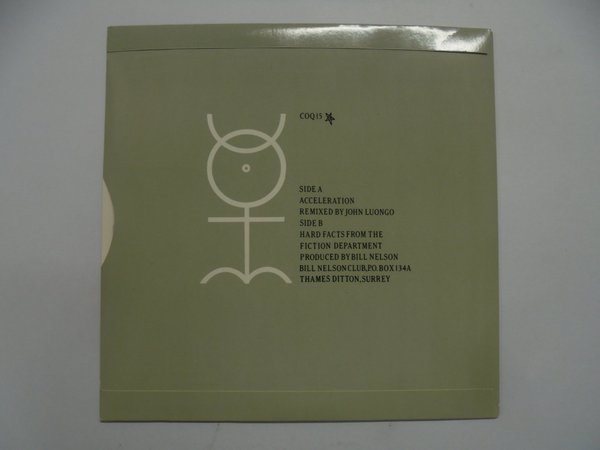 COQ15
SIDE A
ACCELERATION
REMIXED BY JOHN LUONGO
SIDE B
HARD FACTS FROM THE
FICTION DEPARTMENT
PRODUCED BY BILL NELSON
BILL NELSON CLUB,P.O. BOX 134A
THAMES DITTON, SURREY